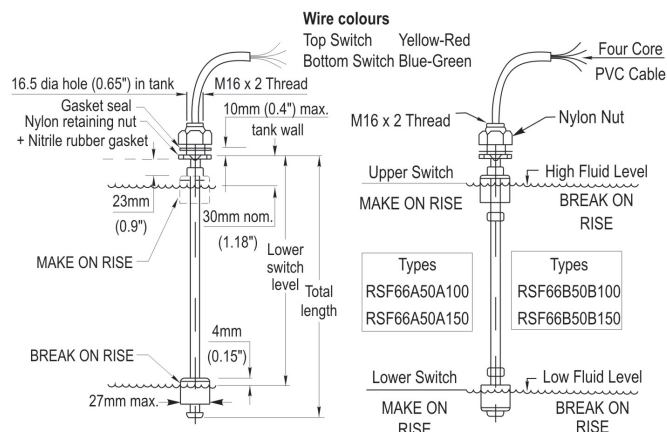 Wire colours
Top Switch Yellow-Red
Bottom Switch Blue-Green
16.5 dia hole (0.65") in tank
M16 x 2 Thread
Gasket seal
Nylon retaining nut
+ Nitrile rubber gasket
10mm (0.4") max.
tank wall
23mm
(0.9")
30mm nom.
(1.18")
MAKE ON RISE
Lower
switch
level
Total
length
4mm
(0.15")
BREAK ON RISE
27mm max.
Four Core
PVC Cable
M16 x 2 Thread
Nylon Nut
Upper Switch
High Fluid Level
MAKE ON RISE
BREAK ON
RISE
Types
RSF66A50A100
RSF66A50A150
Types
RSF66B50B100
RSF66B50B150
Lower Switch
Low Fluid Level
MAKE ON
RISE
BREAK ON
RISE